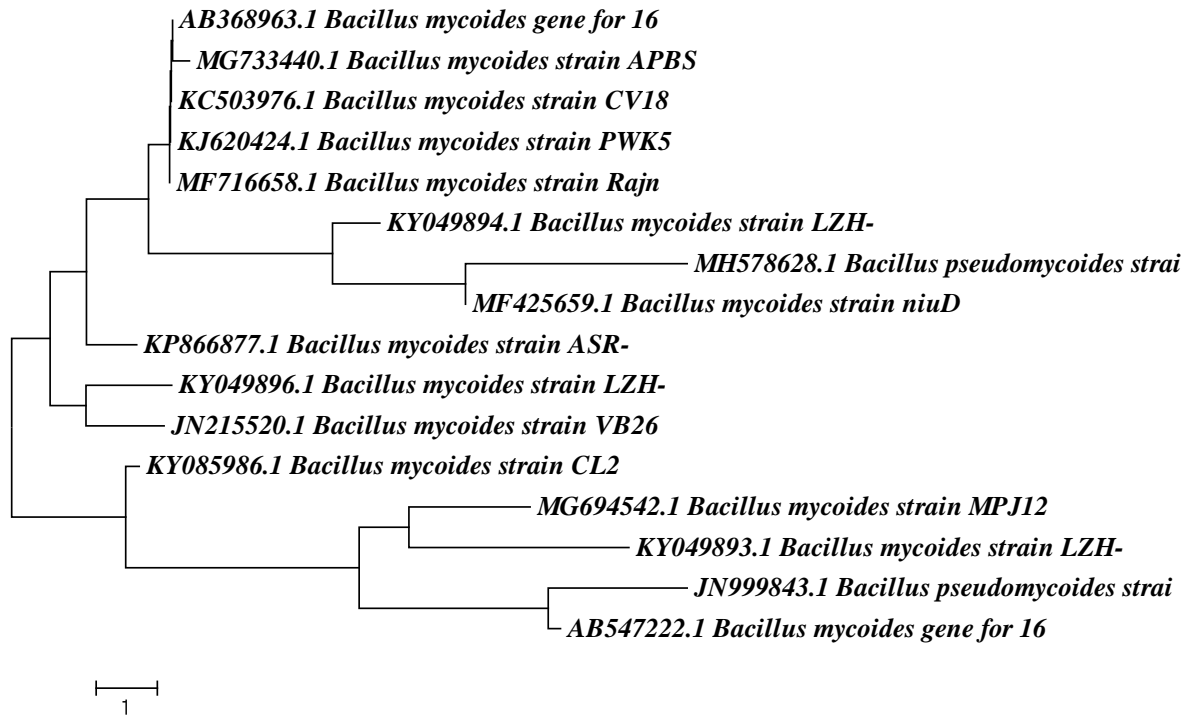 AB368963.1 Bacillus mycoides gene for 16
MG733440.1 Bacillus mycoides strain APBS
KC503976.1 Bacillus mycoides strain CV18
KJ620424.1 Bacillus mycoides strain PWK5
MF716658.1 Bacillus mycoides strain Rajn
KY049894.1 Bacillus mycoides strain LZH-
MH578628.1 Bacillus pseudomycoides strai
MF425659.1 Bacillus mycoides strain niuD
KP866877.1 Bacillus mycoides strain ASR-
KY049896.1 Bacillus mycoides strain LZH-
JN215520.1 Bacillus mycoides strain VB26
KY085986.1 Bacillus mycoides strain CL2
MG694542.1 Bacillus mycoides strain MPJ12
KY049893.1 Bacillus mycoides strain LZH-
JN999843.1 Bacillus pseudomycoides strai
AB547222.1 Bacillus mycoides gene for 16
1